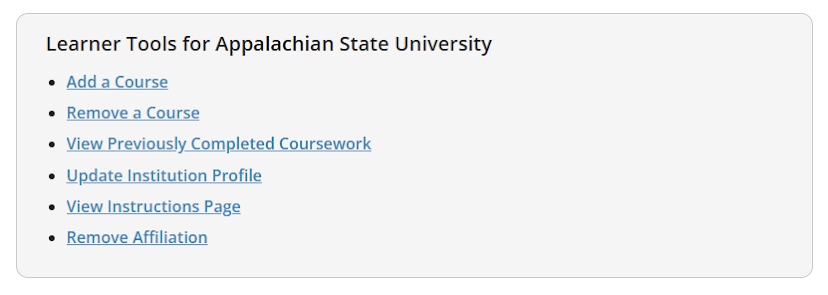 Learner Tools for Appalachian State University
Add a Course
Remove a Course
View Previously Completed Coursework
Update Institution Profile
View Instructions Page
Remove Affiliation